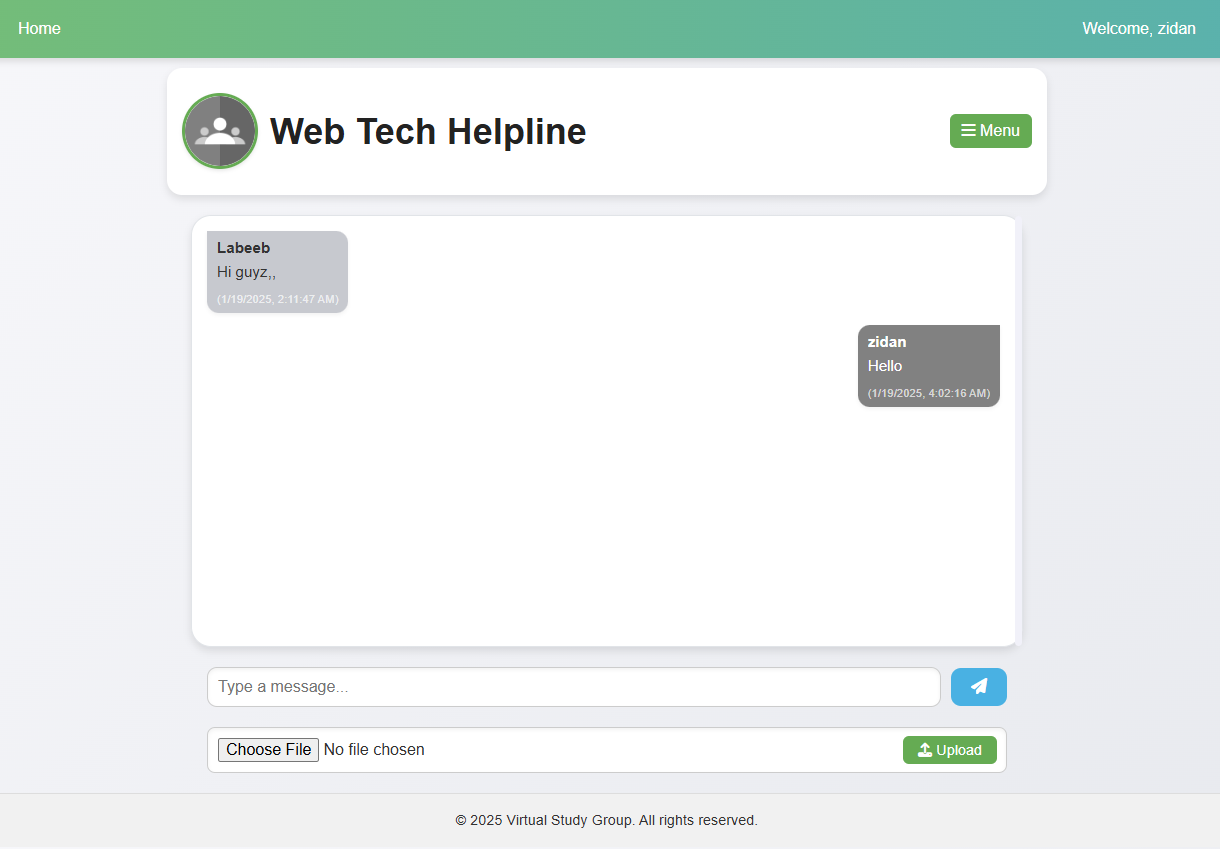 Home
Welcome, zidan
Web Tech Helpline
Menu
Labeeb
Hi guyz,,
(1/19/2025, 2:11:47 AM)
zidan
Hello
(1/19/2025, 4:02:16 AM)
Type a message...
Choose File No file chosen
Upload
© 2025 Virtual Study Group. All rights reserved.